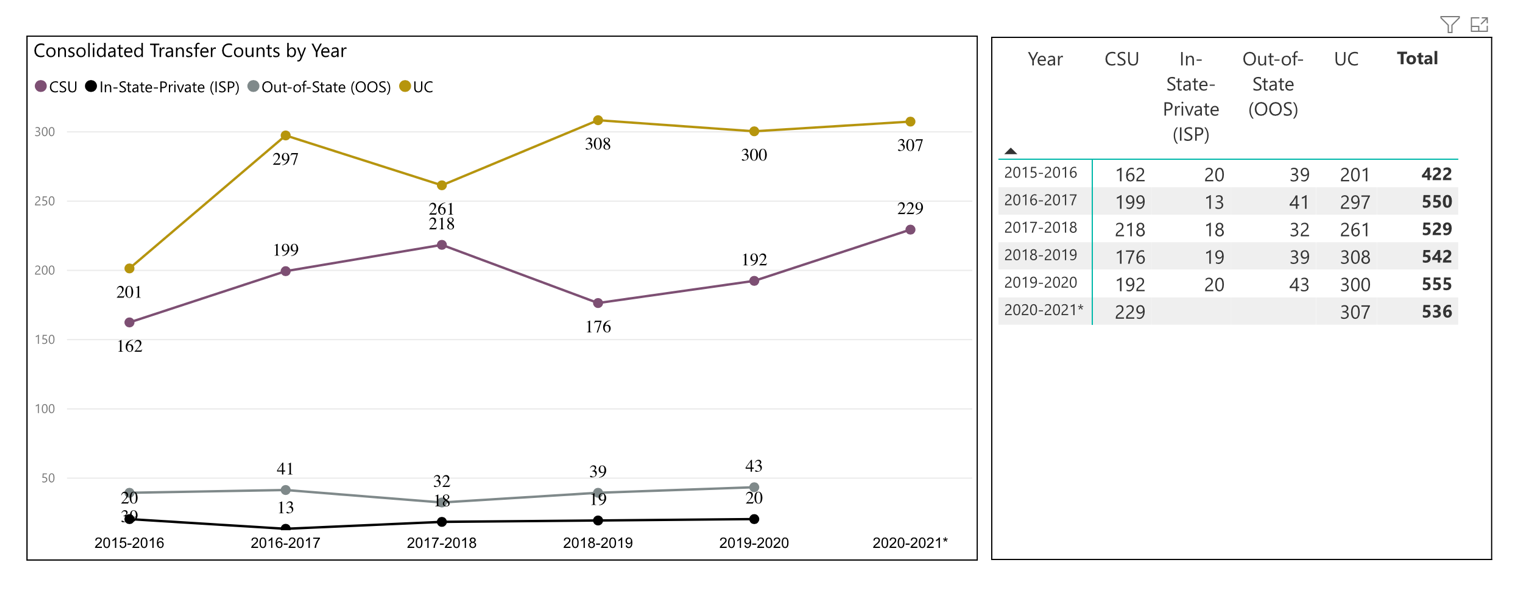 Consolidated Transfer Counts by Year
CSU In-State-Private (ISP) Out-of-State (OOS) UC
300
250
200
150
100
50
201
297
261
308
300
307
162
199
218
176
192
229
39
41
32
39
43
20
13
18
19
20
2015-2016 2016-2017 2017-2018 2018-2019 2019-2020 2020-2021*
Year CSU In- Out-of- UC Total
State- State
Private (OOS)
(ISP)
2015-2016 162 20 39 201 422
2016-2017 199 13 41 297 550
2017-2018 218 18 32 261 529
2018-2019 176 19 39 308 542
2019-2020 192 20 43 300 555
2020-2021* 229 307 536